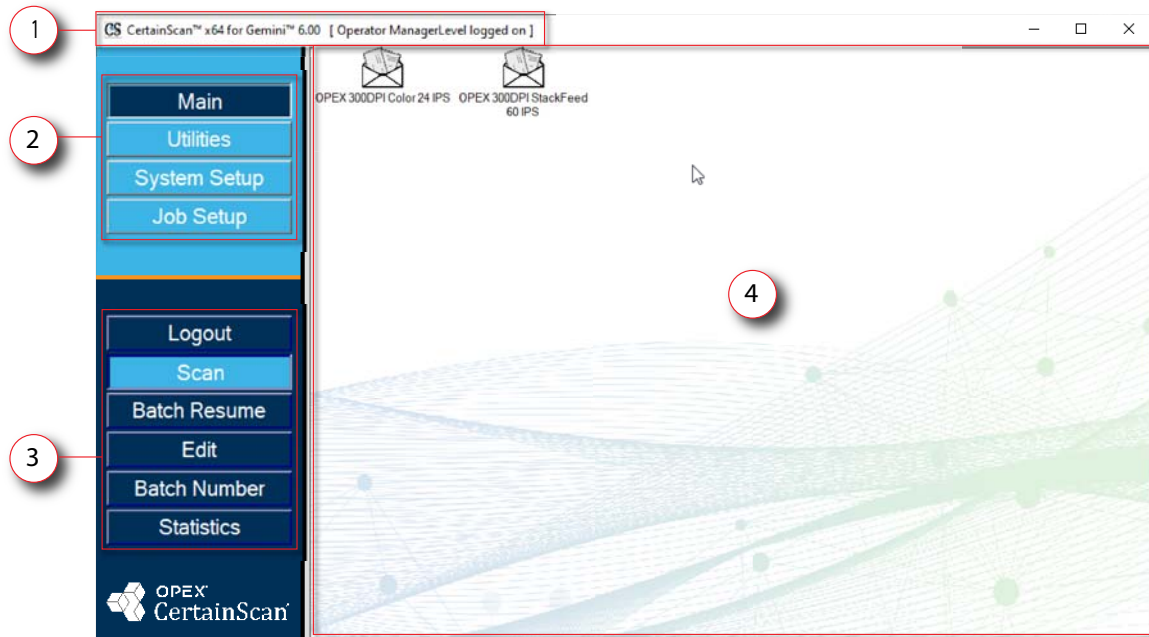 1
CS CertainScan™ x64 for Gemini™ 6.00 [ Operator ManagerLevel logged on ]
OPEX 300DPI Color 24 IPS
OPEX 300DPI StackFeed
60 IPS
2
Main
Utilities
System Setup
Job Setup
4
3
Logout
Scan
Batch Resume
Edit
Batch Number
Statistics
OPEX®
CertainScan